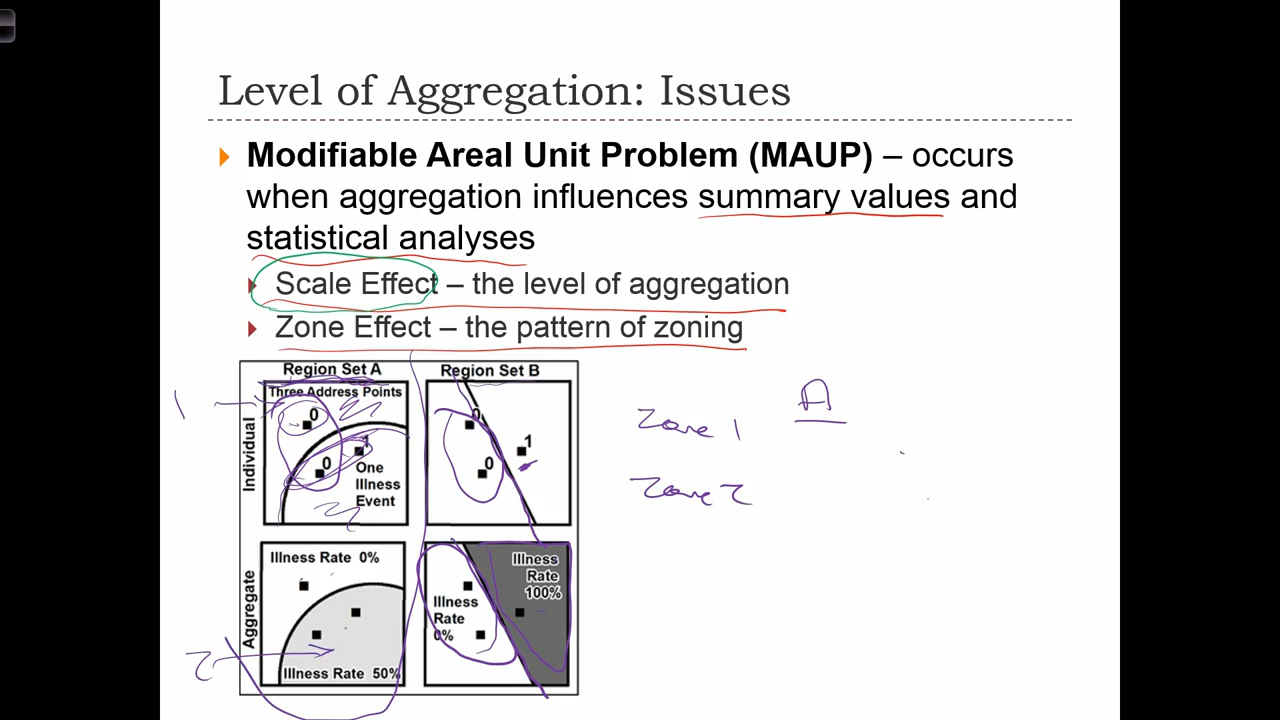 Level of Aggregation: Issues
Modifiable Areal Unit Problem (MAUP) – occurs
when aggregation influences summary values and
statistical analyses
Scale Effect – the level of aggregation
Zone Effect – the pattern of zoning
Region Set A
Region Set B
Individual
Three Address Points
0
1
0
One
Illness
Event
0
1
0
Aggregate
Illness Rate 0%
Illness Rate 50%
Illness
Rate
0%
Illness
Rate
100%
1
2
A
Zone 1
Zone 2